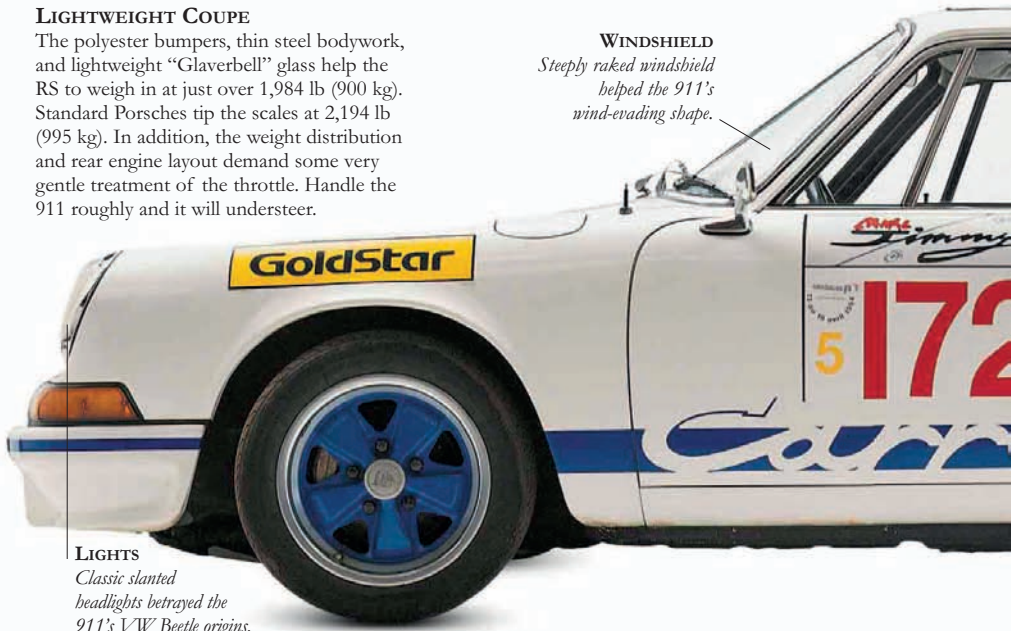 LIGHTWEIGHT COUPE
The polyester bumpers, thin steel bodywork,
and lightweight “Glaverbell” glass help the
RS to weigh in at just over 1,984 lb (900 kg).
Standard Porsches tip the scales at 2,194 lb
(995 kg). In addition, the weight distribution
and rear engine layout demand some very
gentle treatment of the throttle. Handle the
911 roughly and it will understeer.
WINDSHIELD
Steeply raked windshield
helped the 911’s
wind-evading shape.
GoldStar
Jimmy
172
5
Carr
LIGHTS
Classic slanted
headlights betrayed the
911’s VW Beetle origins.